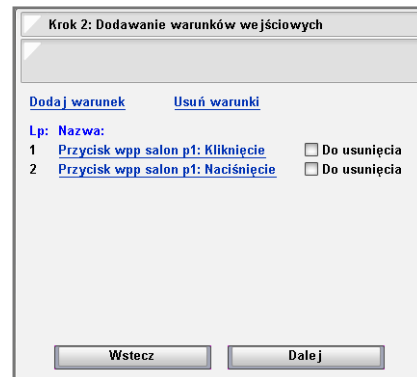 Krok 2: Dodawanie warunków wejściowych
Dodaj warunek Usuń warunki
Lp: Nazwa:
1 Przycisk wpp salon p1: Kliknięcie Do usunięcia
2 Przycisk wpp salon p1: Naciśnięcie Do usunięcia
Wstecz Dalej